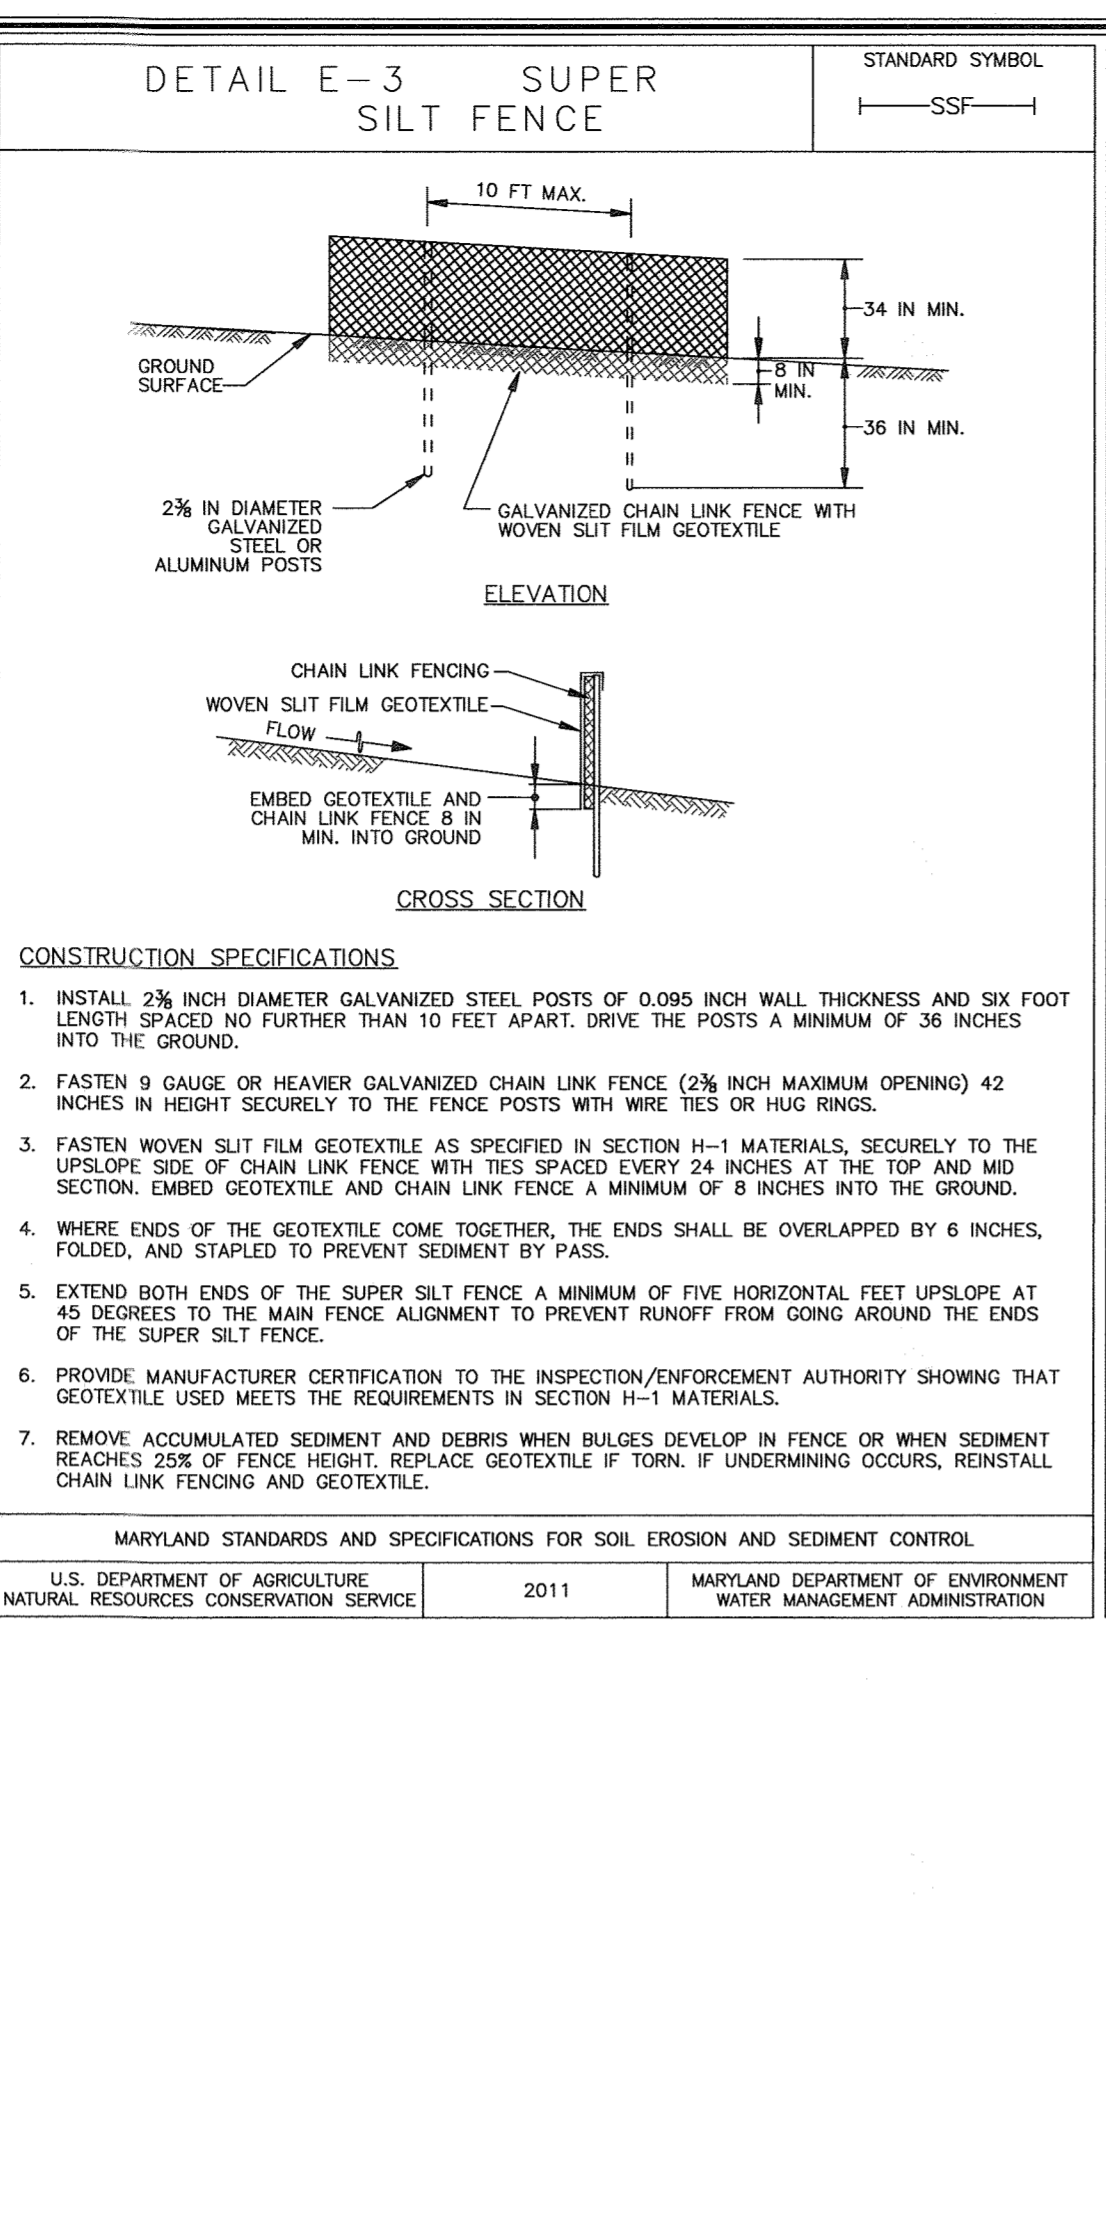 DETAIL E-3 SUPER
SILT FENCE
STANDARD SYMBOL
SSF
10 FT MAX.
34 IN MIN.
GROUND
SURFACE
8 IN
MIN.
36 IN MIN.
2⅜ IN DIAMETER
GALVANIZED
STEEL OR
ALUMINUM POSTS
GALVANIZED CHAIN LINK FENCE WITH
WOVEN SLIT FILM GEOTEXTILE
ELEVATION
CHAIN LINK FENCING
WOVEN SLIT FILM GEOTEXTILE
FLOW
EMBED GEOTEXTILE AND
CHAIN LINK FENCE 8 IN
MIN. INTO GROUND
CROSS SECTION
CONSTRUCTION SPECIFICATIONS
1. INSTALL 2⅜ INCH DIAMETER GALVANIZED STEEL POSTS OF 0.095 INCH WALL THICKNESS AND SIX FOOT
LENGTH SPACED NO FURTHER THAN 10 FEET APART. DRIVE THE POSTS A MINIMUM OF 36 INCHES
INTO THE GROUND.
2. FASTEN 9 GAUGE OR HEAVIER GALVANIZED CHAIN LINK FENCE (2⅜ INCH MAXIMUM OPENING) 42
INCHES IN HEIGHT SECURELY TO THE FENCE POSTS WITH WIRE TIES OR HUG RINGS.
3. FASTEN WOVEN SLIT FILM GEOTEXTILE AS SPECIFIED IN SECTION H-1 MATERIALS, SECURELY TO THE
UPSLOPE SIDE OF CHAIN LINK FENCE WITH TIES SPACED EVERY 24 INCHES AT THE TOP AND MID
SECTION. EMBED GEOTEXTILE AND CHAIN LINK FENCE A MINIMUM OF 8 INCHES INTO THE GROUND.
4. WHERE ENDS OF THE GEOTEXTILE COME TOGETHER, THE ENDS SHALL BE OVERLAPPED BY 6 INCHES,
FOLDED, AND STAPLED TO PREVENT SEDIMENT BY PASS.
5. EXTEND BOTH ENDS OF THE SUPER SILT FENCE A MINIMUM OF FIVE HORIZONTAL FEET UPSLOPE AT
45 DEGREES TO THE MAIN FENCE ALIGNMENT TO PREVENT RUNOFF FROM GOING AROUND THE ENDS
OF THE SUPER SILT FENCE.
6. PROVIDE MANUFACTURER CERTIFICATION TO THE INSPECTION/ENFORCEMENT AUTHORITY SHOWING THAT
GEOTEXTILE USED MEETS THE REQUIREMENTS IN SECTION H-1 MATERIALS.
7. REMOVE ACCUMULATED SEDIMENT AND DEBRIS WHEN BULGES DEVELOP IN FENCE OR WHEN SEDIMENT
REACHES 25% OF FENCE HEIGHT. REPLACE GEOTEXTILE IF TORN. IF UNDERMINING OCCURS, REINSTALL
CHAIN LINK FENCING AND GEOTEXTILE.
MARYLAND STANDARDS AND SPECIFICATIONS FOR SOIL EROSION AND SEDIMENT CONTROL
U.S. DEPARTMENT OF AGRICULTURE
NATURAL RESOURCES CONSERVATION SERVICE
2011
MARYLAND DEPARTMENT OF ENVIRONMENT
WATER MANAGEMENT ADMINISTRATION